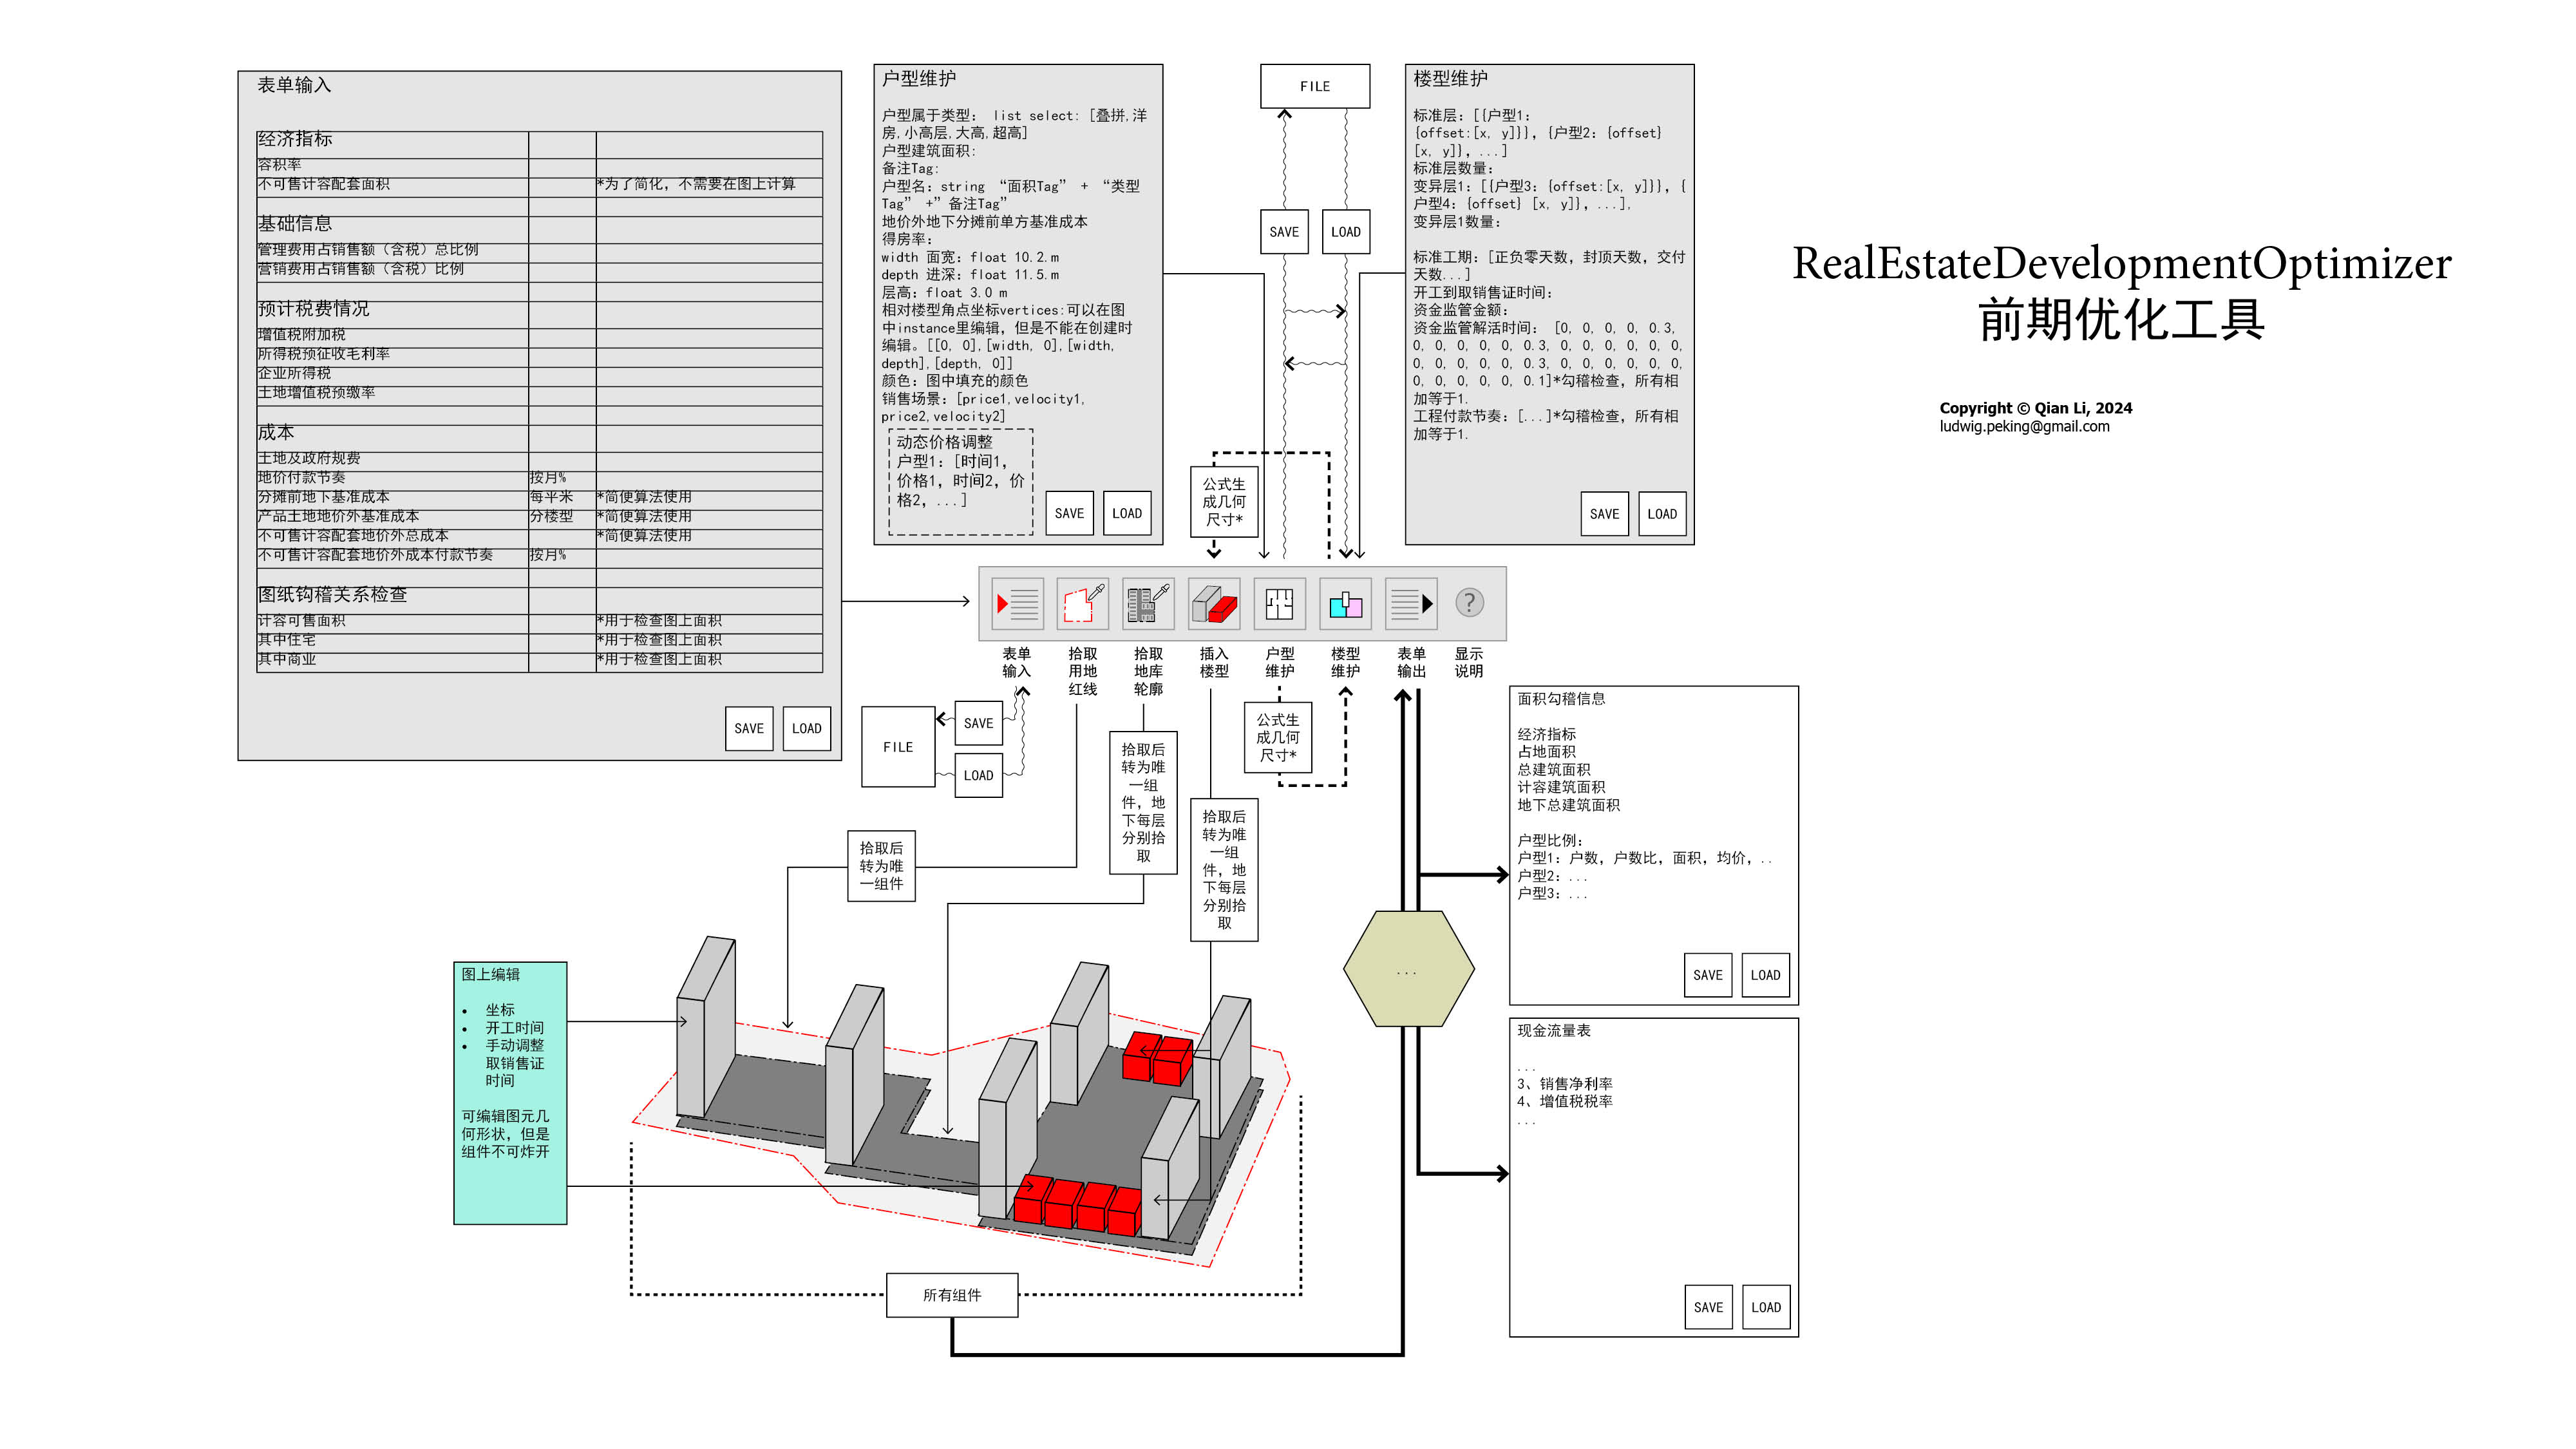 表单输入
经济指标
容积率
不可售计容配套面积 *为了简化，不需要在图上计算
基础信息
管理费用占销售额（含税）总比例
营销费用占销售额（含税）比例
预计税费情况
增值税附加税
所得税预征收毛利率
企业所得税
土地增值税预缴率
成本
土地及政府规费
地价付款节奏 按月%
分摊前地下基准成本 每平米 *简便算法使用
产品土地地价外基准成本 分楼型 *简便算法使用
不可售计容配套地价外总成本 *简便算法使用
不可售计容配套地价外成本付款节奏 按月%
图纸钩稽关系检查
计容可售面积 *用于检查图上面积
其中住宅 *用于检查图上面积
其中商业 *用于检查图上面积
SAVE LOAD
户型维护
户型属于类型： list select: [叠拼,洋
房,小高层,大高,超高]
户型建筑面积:
备注Tag:
户型名: string “面积Tag” + “类型
Tag” +”备注Tag”
地价外地下分摊前单方基准成本
得房率:
width 面宽: float 10.2.m
depth 进深: float 11.5.m
层高: float 3.0 m
相对楼型角点坐标vertices:可以在图
中instance里编辑，但是不能在创建时
编辑。[[0, 0],[width, 0],[width,
depth],[depth, 0]]
颜色：图中填充的颜色
销售场景：[price1,velocity1,
price2,velocity2]
动态价格调整
户型1：[时间1，
价格1，时间2，价
格2，...]
SAVE LOAD
FILE
SAVE LOAD
公式生
成几何
尺寸*
楼型维护
标准层：[{户型1:
{offset:[x, y]}}, {户型2: {offset}
[x, y]}, ...]
标准层数量:
变异层1: [{户型3: {offset:[x, y]}}, {
户型4: {offset} [x, y]}, ...],
变异层1数量:
标准工期：[正负零天数，封顶天数，交付
天数...]
开工到取销售证时间：
资金监管金额:
资金监管解活时间： [0, 0, 0, 0, 0.3,
0, 0, 0, 0, 0, 0.3, 0, 0, 0, 0, 0, 0,
0, 0, 0, 0, 0, 0.3, 0, 0, 0, 0, 0, 0,
0, 0, 0, 0, 0, 0.1]*勾稽检查，所有相
加等于1.
工程付款节奏：[...]*勾稽检查，所有相
加等于1.
SAVE LOAD
RealEstateDevelopmentOptimizer
前期优化工具
Copyright © Qian Li, 2024
ludwig.peking@gmail.com
?
表单
输入
拾取
用地
红线
拾取
地库
轮廓
插入
楼型
户型
维护
楼型
维护
表单
输出
显示
说明
FILE
SAVE
LOAD
拾取后
转为唯
一组件
拾取后
转为唯
一组
件，地
下每层
分别拾
取
拾取后
转为唯
一组
件，地
下每层
分别拾
取
公式生
成几何
尺寸*
...
面积勾稽信息
经济指标
占地面积
总建筑面积
计容建筑面积
地下总建筑面积
户型比例：
户型1：户数，户数比，面积，均价，..
户型2：...
户型3：...
SAVE LOAD
现金流量表
...
3、销售净利率
4、增值税税率
...
SAVE LOAD
图上编辑
• 坐标
• 开工时间
• 手动调整
取销售证
时间
可编辑图元几
何形状，但是
组件不可炸开
所有组件